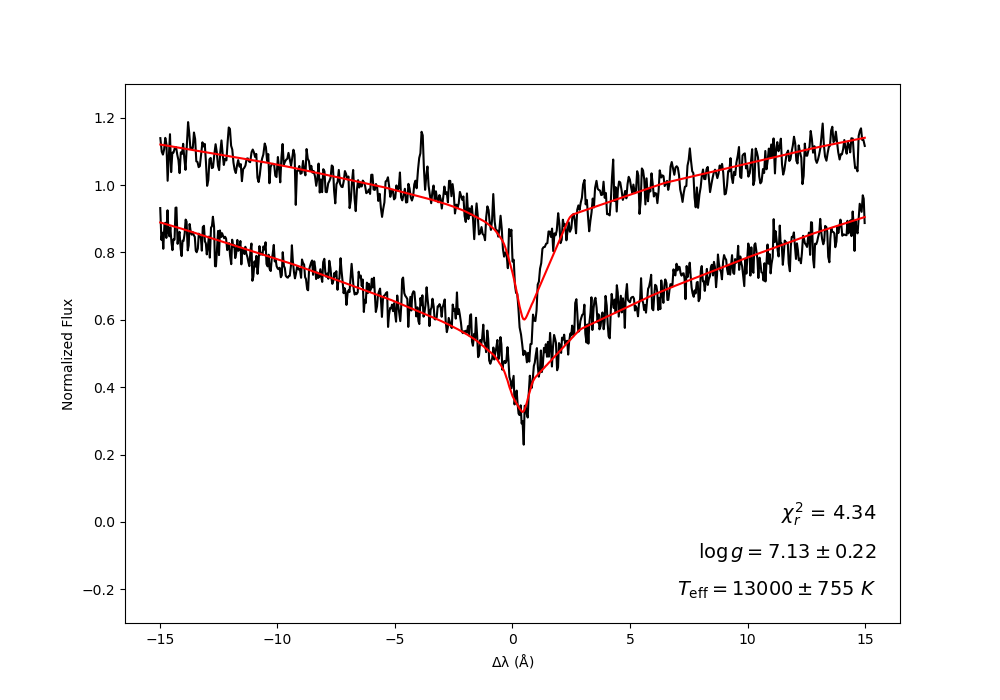 1.2
1.0
0.8
0.6
0.4
0.2
0.0
−0.2
Normalized Flux
χ²ᵣ = 4.34
log g = 7.13 ± 0.22
T_eff = 13000 ± 755 K
−15 −10 −5 0 5 10 15
Δλ (Å)